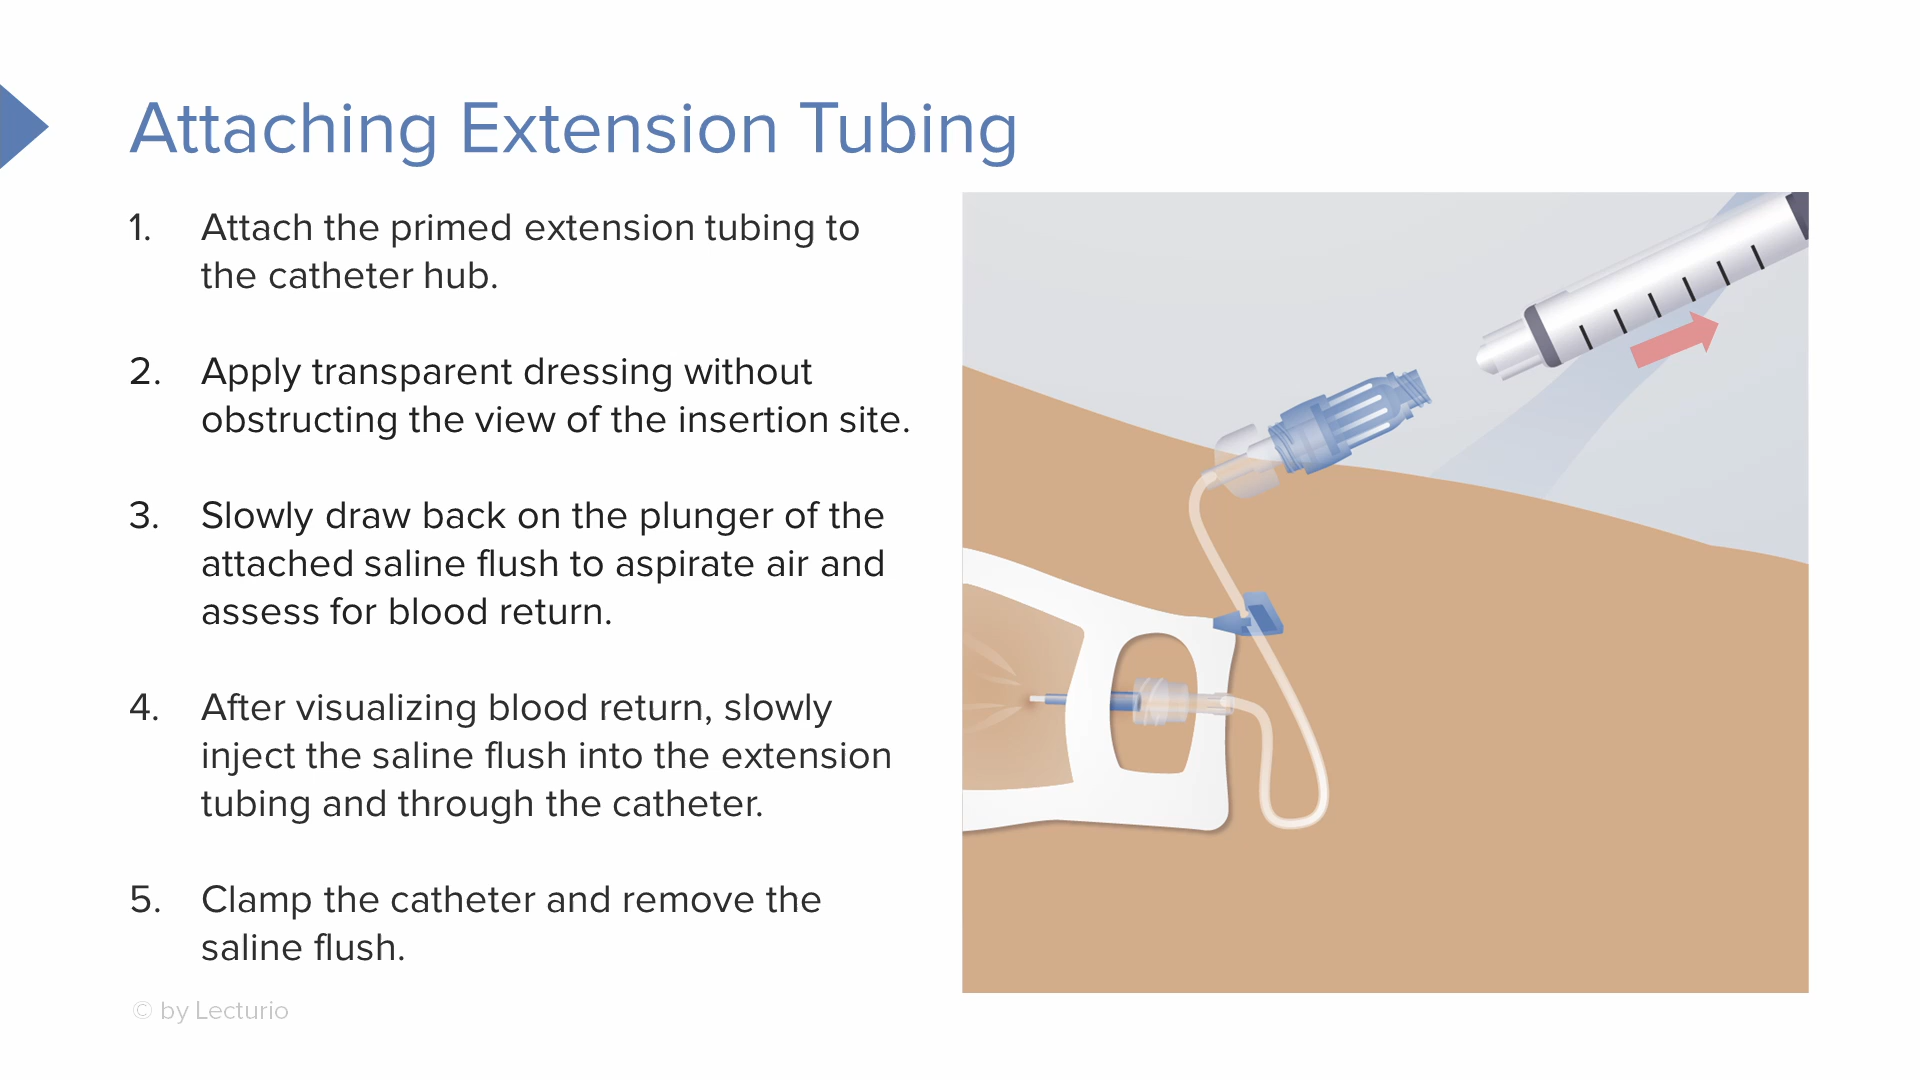 Attaching Extension Tubing
1. Attach the primed extension tubing to
the catheter hub.
2. Apply transparent dressing without
obstructing the view of the insertion site.
3. Slowly draw back on the plunger of the
attached saline flush to aspirate air and
assess for blood return.
4. After visualizing blood return, slowly
inject the saline flush into the extension
tubing and through the catheter.
5. Clamp the catheter and remove the
saline flush.
© by Lecturio